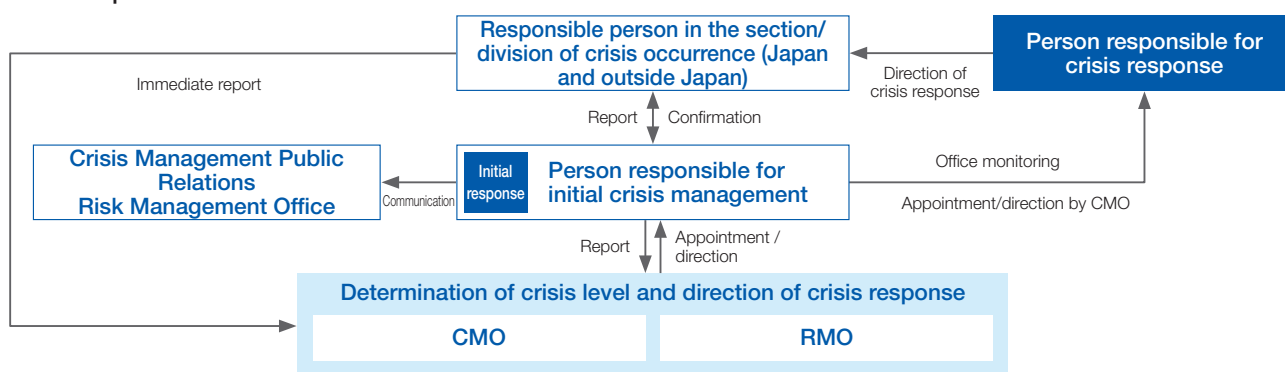 Responsible person in the section/
division of crisis occurrence (Japan
and outside Japan)
Person responsible for
crisis response
Immediate report
Direction of
crisis response
Report
Confirmation
Crisis Management Public
Relations
Risk Management Office
Communication
Initial
response
Person responsible for
initial crisis management
Office monitoring
Appointment/direction by CMO
Report
Appointment /
direction
Determination of crisis level and direction of crisis response
CMO
RMO